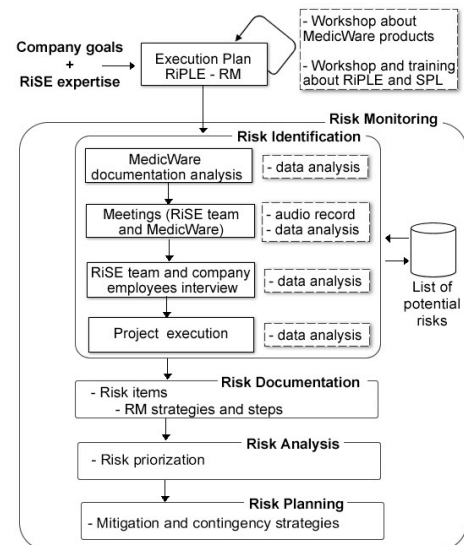 Company goals
+
RiSE expertise
Execution Plan
RiPLE - RM
- Workshop about
MedicWare
products
- Workshop and training
about RiPLE and SPL
Risk Monitoring
Risk Identification
MedicWare
documentation analysis
- data analysis
Meetings (RiSE team
and MedicWare)
- audio record
- data analysis
RiSE team and company
employees interview
- data analysis
Project execution
- data analysis
List of
potential
risks
Risk Documentation
- Risk items
- RM strategies and steps
Risk Analysis
- Risk priorization
Risk Planning
- Mitigation and contingency strategies